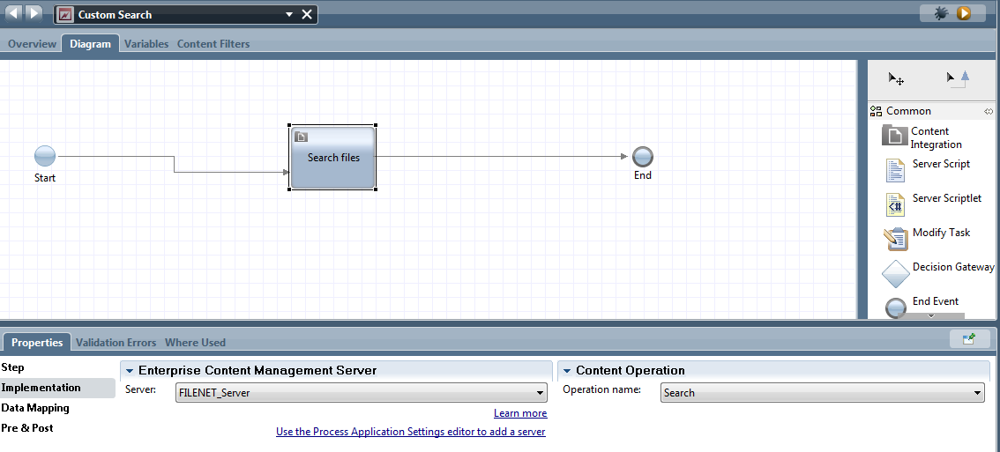 Custom Search
Overview
Diagram
Variables
Content Filters
Start
Search files
End
Common
Content
Integration
Server Script
Server Scriptlet
Modify Task
Decision Gateway
End Event
Properties
Validation Errors
Where Used
Step
Implementation
Data Mapping
Pre & Post
Enterprise Content Management Server
Server:
FILENET_Server
Learn more
Use the Process Application Settings editor to add a server
Content Operation
Operation name:
Search